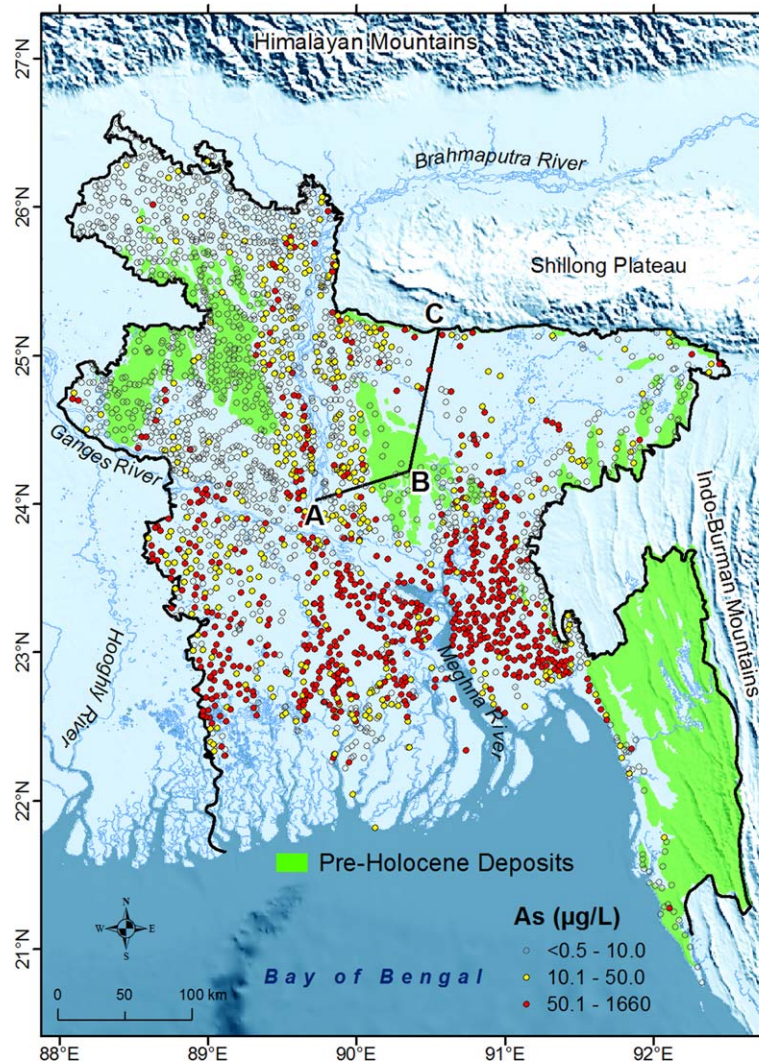 Himalayan Mountains
27°N
Brahmaputra River
26°N
Shillong Plateau
C
25°N
Ganges River
24°N
A
B
Indo-Burman Mountains
23°N
Hooghly River
Meghna River
22°N
Pre-Holocene Deposits
As (µg/L)
<0.5 - 10.0
10.1 - 50.0
50.1 - 1660
21°N
N
W
E
S
Bay of Bengal
0
50
100 km
88°E
89°E
90°E
91°E
92°E